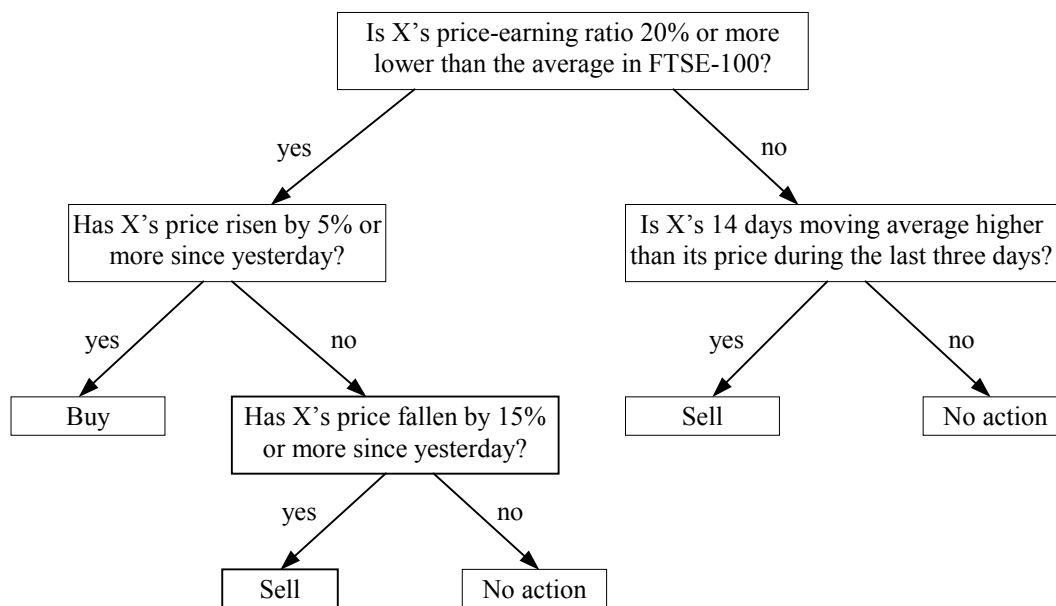 Is X’s price-earning ratio 20% or more
lower than the average in FTSE-100?
yes
no
Has X’s price risen by 5% or
more since yesterday?
Is X’s 14 days moving average higher
than its price during the last three days?
yes
no
yes
no
Buy
Has X’s price fallen by 15%
or more since yesterday?
Sell
No action
yes
no
Sell
No action